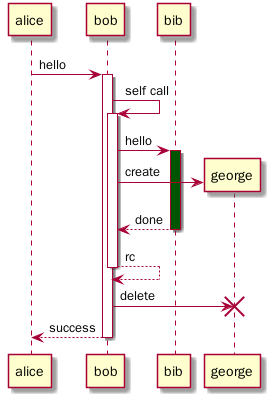 alice
bob
bib
hello
self call
hello
create
george
done
rc
delete
success
alice
bob
bib
george